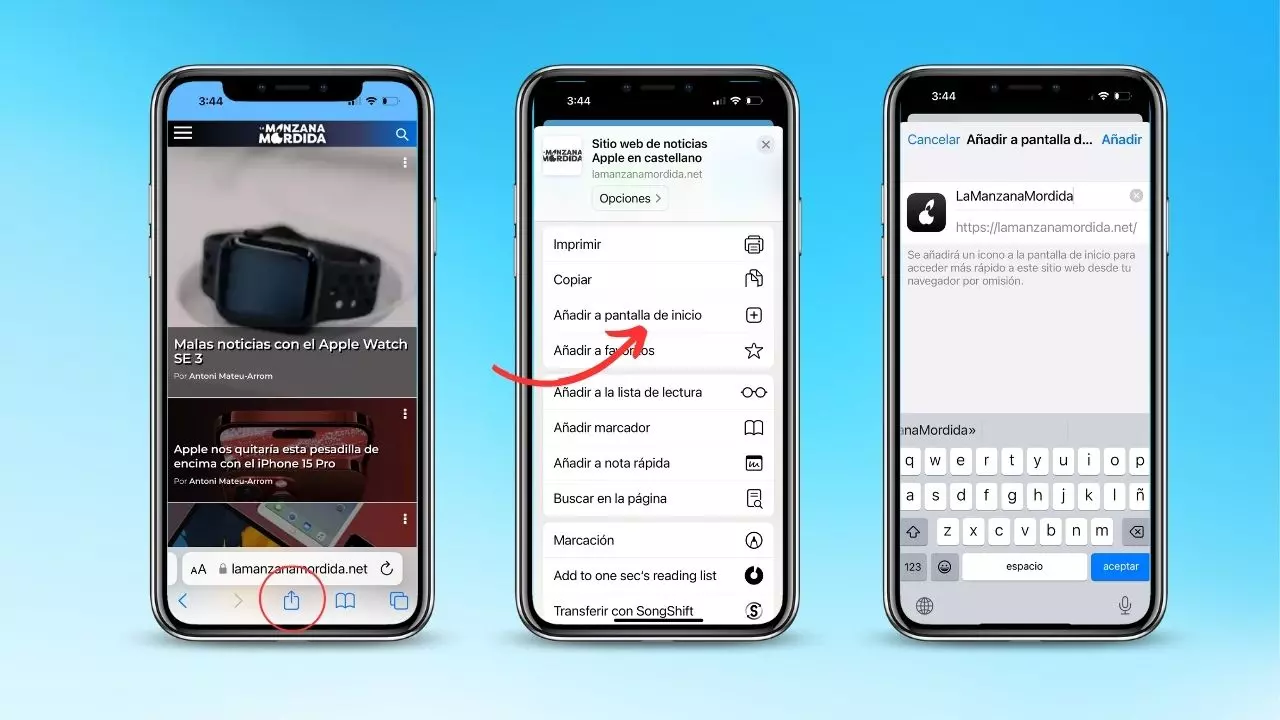 3:44
LA MANZANA
MORDIDA
Malas noticias con el Apple Watch
SE 3
Por Antoni Mateu-Arrom
Apple nos quitaría esta pesadilla de
encima con el iPhone 15 Pro
Por Antoni Mateu-Arrom
AA lamanzanamordida.net
3:44
LA MANZANA
MORDIDA
Sitio web de noticias
Apple en castellano
lamanzanamordida.net
Opciones >
Imprimir
Copiar
Añadir a pantalla de inicio
Añadir a favoritos
Añadir a la lista de lectura
Añadir marcador
Añadir a nota rápida
Buscar en la página
Marcación
Add to one sec's reading list
Transferir con SongShift
3:44
Cancelar Añadir a pantalla d... Añadir
LaManzanaMordida
https://lamanzanamordida.net/
Se añadirá un icono a la pantalla de inicio para
acceder más rápido a este sitio web desde tu
navegador por omisión.
anaMordida»
q w e r t y u i o p
a s d f g h j k l ñ
z x c v b n m
123 espacio aceptar